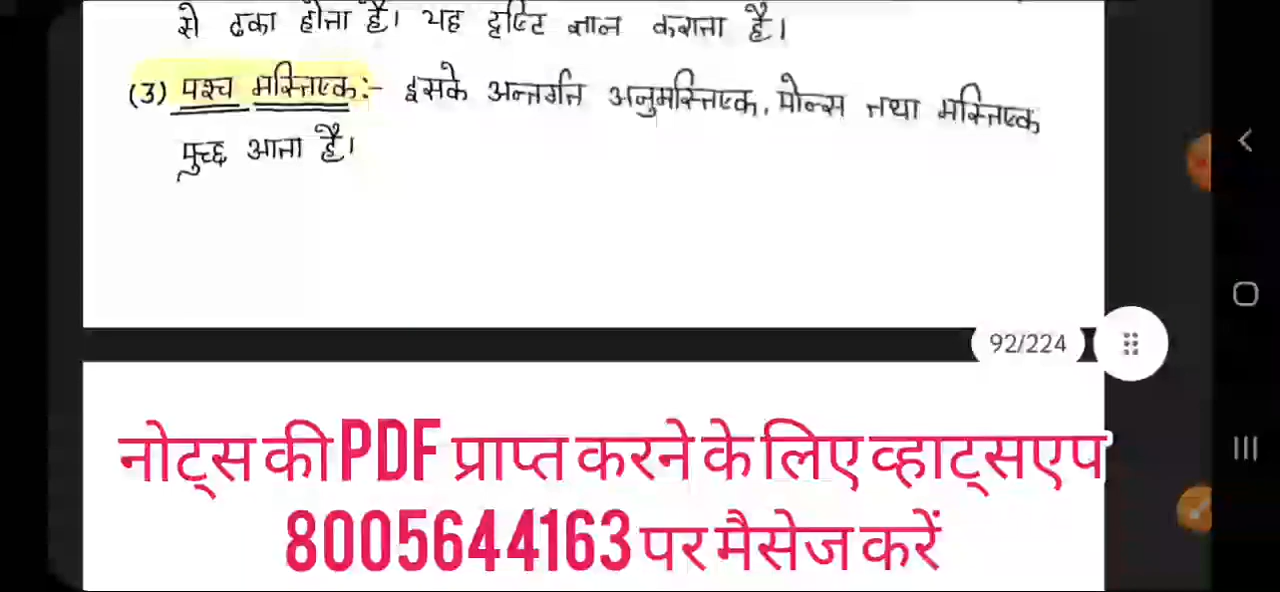 से ढका होता है। यह दृष्टि ज्ञान कराता है।
(3) पश्च मस्तिष्क:- इसके अन्तर्गत अनुमस्तिष्क, पोन्स तथा मस्तिष्क
पुच्छ आता है।
92/224
नोट्स की PDF प्राप्त करने के लिए व्हाट्सएप
8005644163 पर मैसेज करें